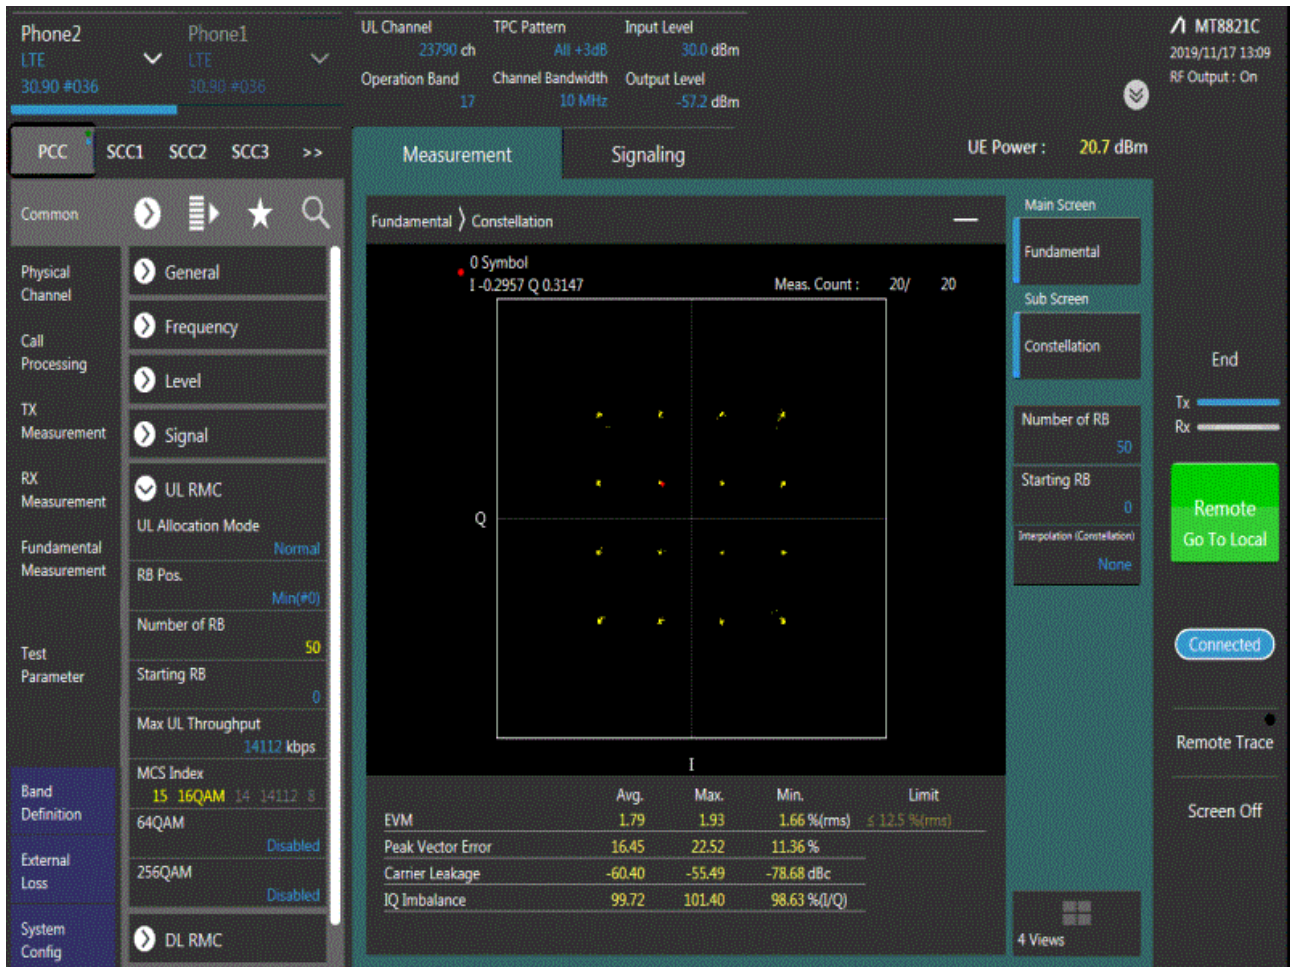 Phone2
LTE
30.90 #036
Phone1
LTE
30.90 #036
UL Channel
23790 ch
TPC Pattern
All +3dB
Input Level
30.0 dBm
Operation Band
17
Channel Bandwidth
10 MHz
Output Level
-57.2 dBm
MT8821C
2019/11/17 13:09
RF Output : On
PCC SCC1 SCC2 SCC3 >>
Measurement
Signaling
UE Power : 20.7 dBm
Common
Physical
Channel
Call
Processing
TX
Measurement
RX
Measurement
Fundamental
Measurement
Test
Parameter
Band
Definition
External
Loss
System
Config
General
Frequency
Level
Signal
UL RMC
UL Allocation Mode
Normal
RB Pos.
Min(#0)
Number of RB
50
Starting RB
0
Max UL Throughput
14112 kbps
MCS Index
15 16QAM 14 14112 8
64QAM
Disabled
256QAM
Disabled
DL RMC
Fundamental 〉 Constellation
0 Symbol
I -0.2957 Q 0.3147
Meas. Count : 20/ 20
Q
I
Avg. Max. Min. Limit
EVM 1.79 1.93 1.66 %(rms) ≤ 12.5 %(rms)
Peak Vector Error 16.45 22.52 11.36 %
Carrier Leakage -60.40 -55.49 -78.68 dBc
IQ Imbalance 99.72 101.40 98.63 %(I/Q)
Main Screen
Fundamental
Sub Screen
Constellation
Number of RB
50
Starting RB
0
Interpolation (Constellation)
None
4 Views
End
Tx
Rx
Remote
Go To Local
Connected
Remote Trace
Screen Off